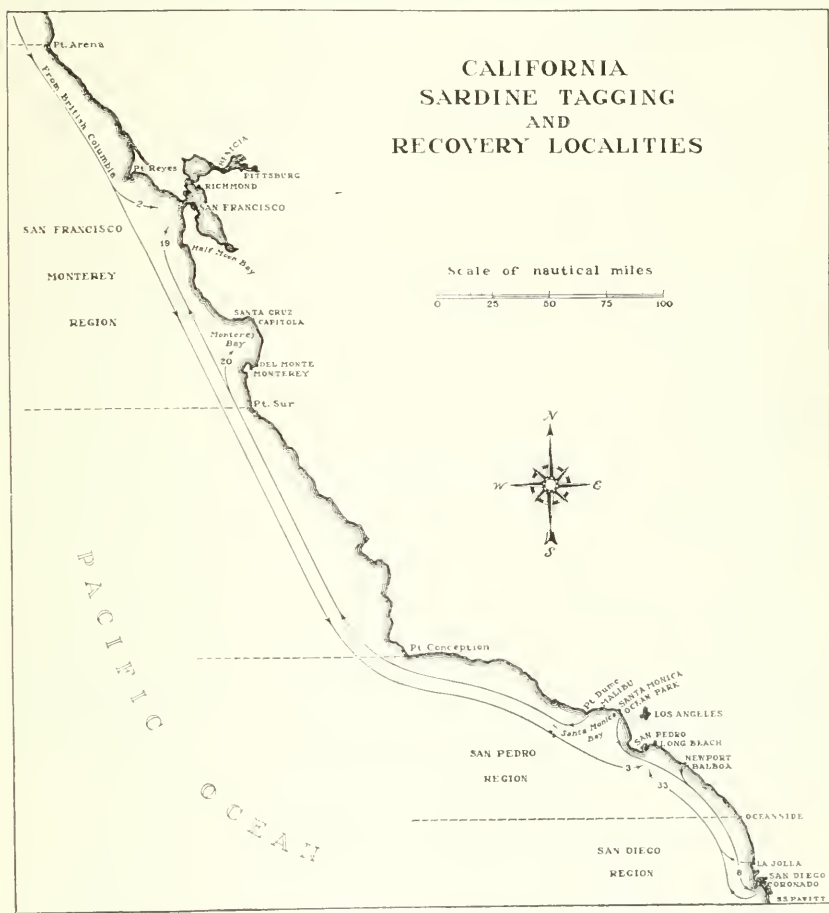 CALIFORNIA
SARDINE TAGGING
AND
RECOVERY LOCALITIES
Pt. Arena
From British Columbia
Pt Reyes
BENICIA
PITTSBURG
RICHMOND
SAN FRANCISCO
2
SAN FRANCISCO
MONTEREY
REGION
19
Half Moon Bay
Scale of nautical miles
0 25 50 75 100
SANTA CRUZ
CAPITOLA
Monterey
Bay
20
DEL MONTE
MONTEREY
Pt. Sur
N
W E
S
PACIFIC
OCEAN
Pt Conception
Pt Dume
MALIBU
SANTA MONICA
OCEAN PARK
LOS ANGELES
Santa Monica
Bay
SAN PEDRO
LONG BEACH
SAN PEDRO
REGION
3
33
NEWPORT
BALBOA
OCEANSIDE
SAN DIEGO
REGION
8
LA JOLLA
SAN DIEGO
CORONADO
B S PAVITT